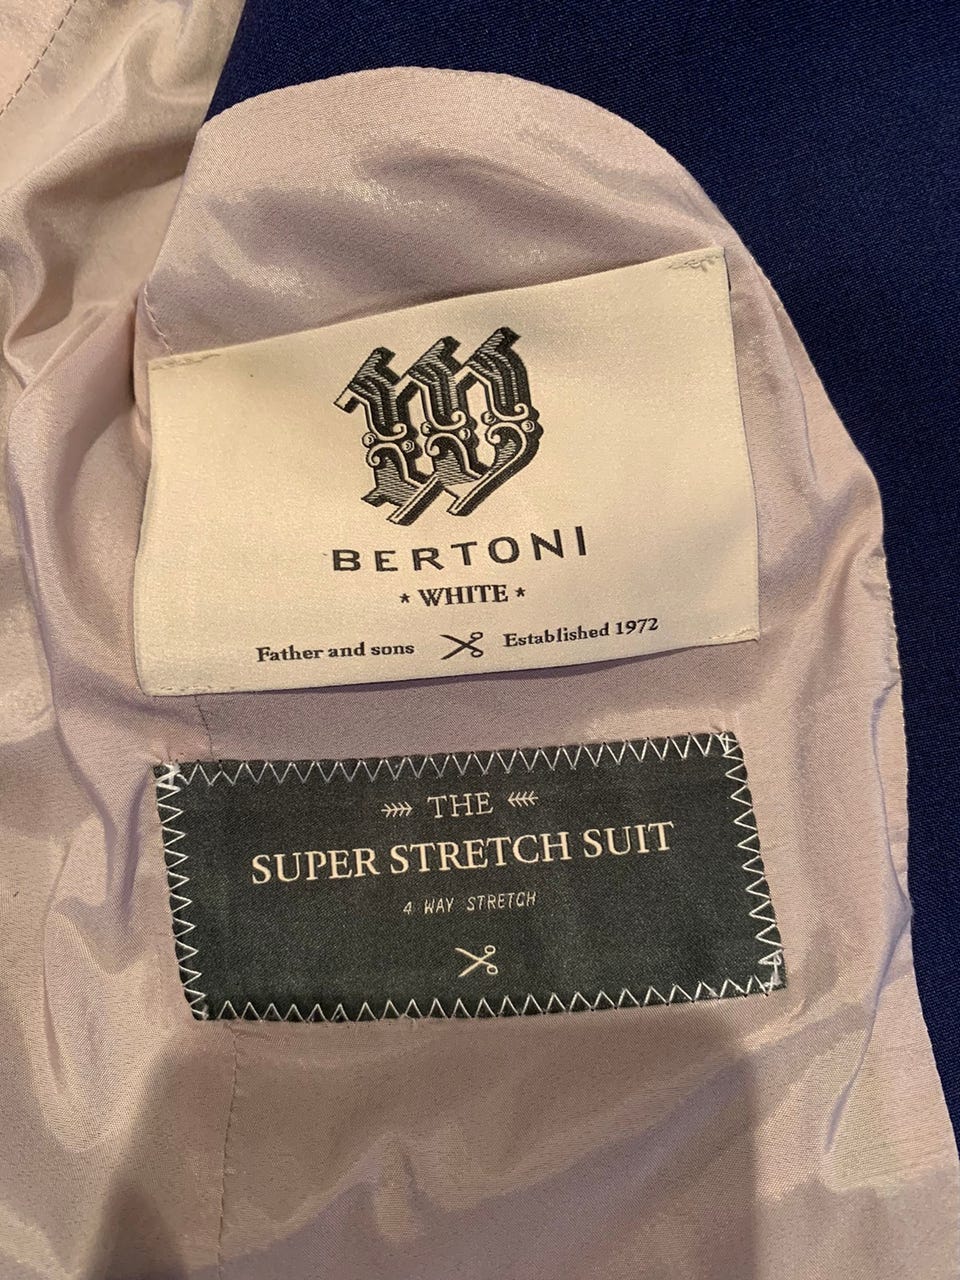 W
BERTONI
* WHITE *
Father and sons Established 1972
THE
SUPER STRETCH SUIT
4 WAY STRETCH